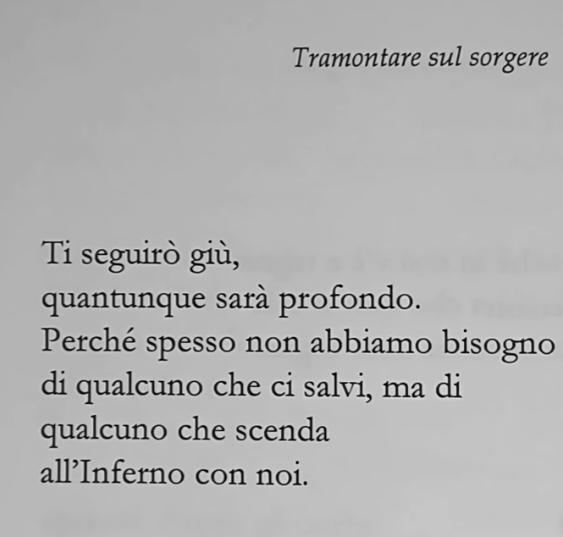 Tramontare sul sorgere
Ti seguirò giù,
quantunque sarà profondo.
Perché spesso non abbiamo bisogno
di qualcuno che ci salvi, ma di
qualcuno che scenda
all’Inferno con noi.